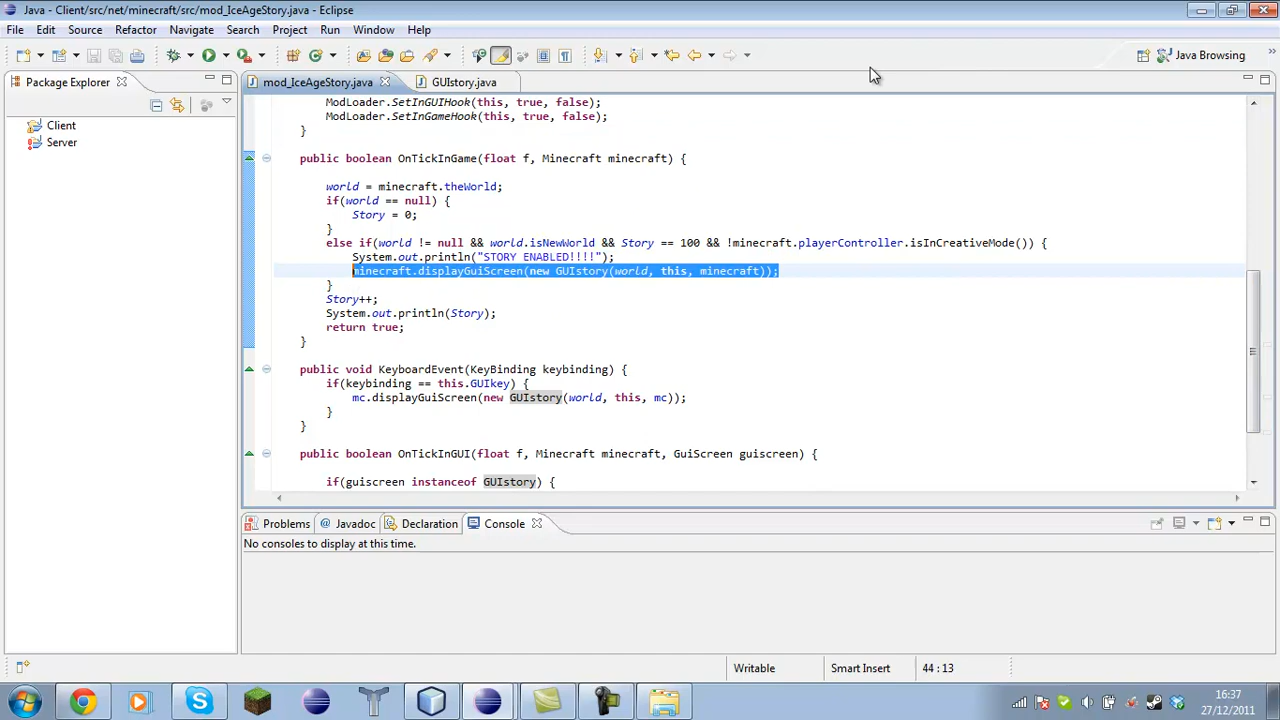 Java - Client/src/net/minecraft/src/mod_IceAgeStory.java - Eclipse
File Edit Source Refactor Navigate Search Project Run Window Help
Java Browsing
Package Explorer
mod_IceAgeStory.java
GUIstory.java
Client
Server
ModLoader.SetInGUIHook(this, true, false);
ModLoader.SetInGameHook(this, true, false);
}
public boolean OnTickInGame(float f, Minecraft minecraft) {
world = minecraft.theWorld;
if(world == null) {
Story = 0;
}
else if(world != null && world.isNewWorld && Story == 100 && !minecraft.playerController.isInCreativeMode()) {
System.out.println("STORY ENABLED!!!!");
minecraft.displayGuiScreen(new GUIstory(world, this, minecraft));
}
Story++;
System.out.println(Story);
return true;
}
public void KeyboardEvent(KeyBinding keybinding) {
if(keybinding == this.GUIkey) {
mc.displayGuiScreen(new GUIstory(world, this, mc));
}
}
public boolean OnTickInGUI(float f, Minecraft minecraft, GuiScreen guiscreen) {
if(guiscreen instanceof GUIstory) {
Problems Javadoc Declaration Console
No consoles to display at this time.
Writable Smart Insert 44 : 13
16:37
27/12/2011